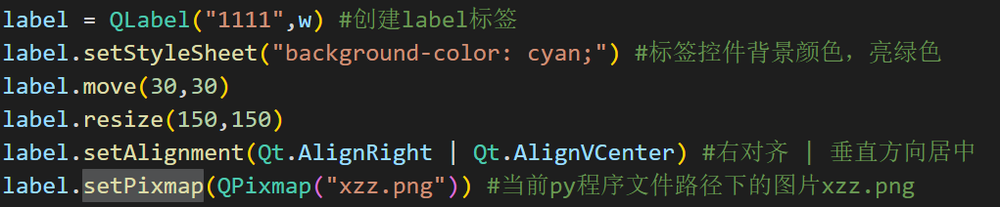 label = QLabel("1111",w) #创建label标签
label.setStyleSheet("background-color: cyan;") #标签控件背景颜色，亮绿色
label.move(30,30)
label.resize(150,150)
label.setAlignment(Qt.AlignRight | Qt.AlignVCenter) #右对齐 | 垂直方向居中
label.setPixmap(QPixmap("xzz.png")) #当前py程序文件路径下的图片xzz.png